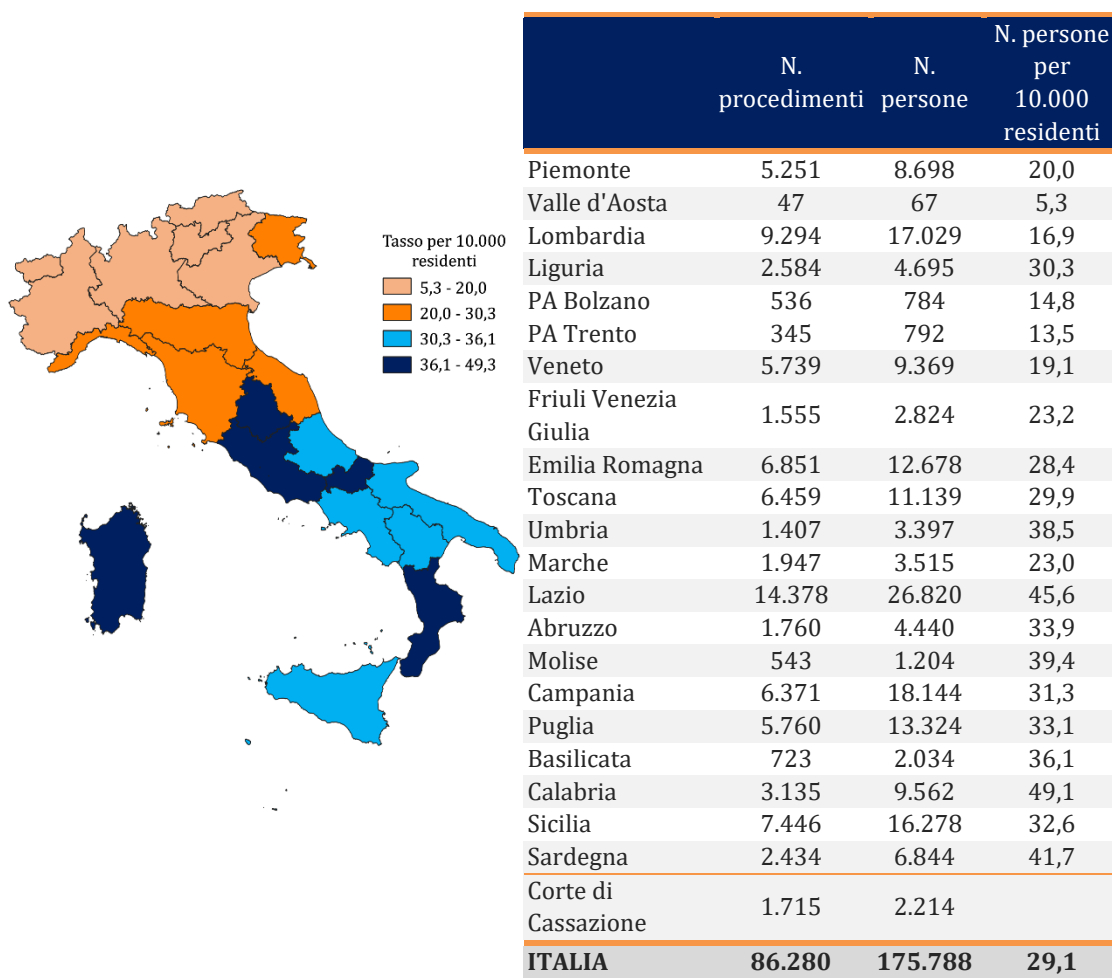 Tasso per 10.000
residenti
5,3 - 20,0
20,0 - 30,3
30,3 - 36,1
36,1 - 49,3
N. procedimenti N. persone N. persone per 10.000 residenti
Piemonte 5.251 8.698 20,0
Valle d'Aosta 47 67 5,3
Lombardia 9.294 17.029 16,9
Liguria 2.584 4.695 30,3
PA Bolzano 536 784 14,8
PA Trento 345 792 13,5
Veneto 5.739 9.369 19,1
Friuli Venezia Giulia 1.555 2.824 23,2
Emilia Romagna 6.851 12.678 28,4
Toscana 6.459 11.139 29,9
Umbria 1.407 3.397 38,5
Marche 1.947 3.515 23,0
Lazio 14.378 26.820 45,6
Abruzzo 1.760 4.440 33,9
Molise 543 1.204 39,4
Campania 6.371 18.144 31,3
Puglia 5.760 13.324 33,1
Basilicata 723 2.034 36,1
Calabria 3.135 9.562 49,1
Sicilia 7.446 16.278 32,6
Sardegna 2.434 6.844 41,7
Corte di Cassazione 1.715 2.214
ITALIA 86.280 175.788 29,1